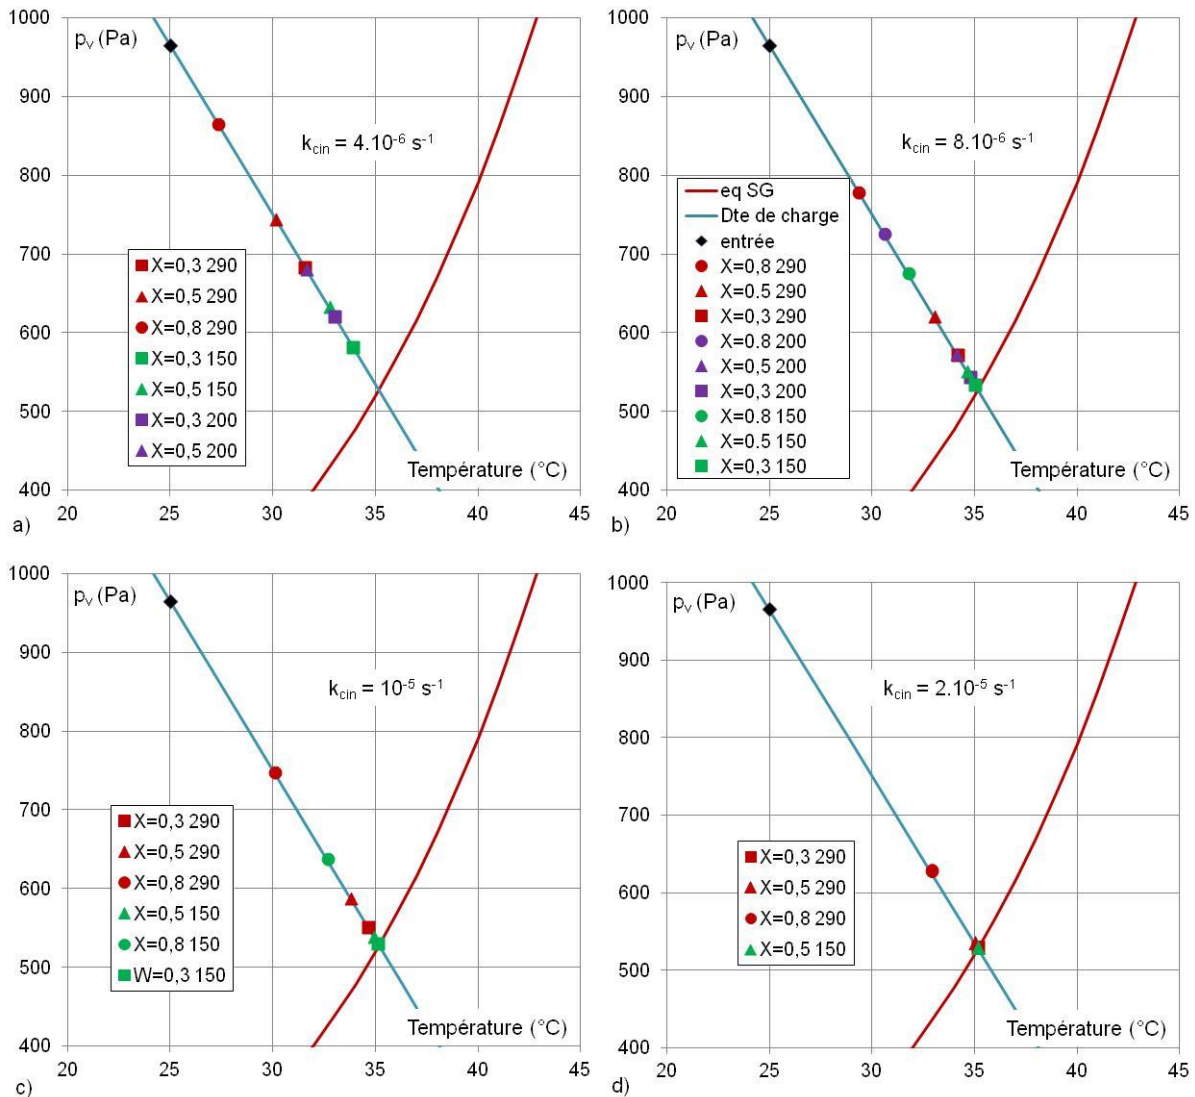 1000
900
800
700
600
500
400
pv (Pa)
kcin = 4.10-6 s-1
X=0,3 290
X=0,5 290
X=0,8 290
X=0,3 150
X=0,5 150
X=0,3 200
X=0,5 200
Température (°C)
20 25 30 35 40 45
a)
1000
900
800
700
600
500
400
pv (Pa)
kcin = 8.10-6 s-1
eq SG
Dte de charge
entrée
X=0,8 290
X=0.5 290
X=0.3 290
X=0.8 200
X=0,5 200
X=0,3 200
X=0.8 150
X=0.5 150
X=0,3 150
Température (°C)
20 25 30 35 40 45
b)
1000
900
800
700
600
500
400
pv (Pa)
kcin = 10-5 s-1
X=0,3 290
X=0,5 290
X=0,8 290
X=0,5 150
X=0,8 150
W=0,3 150
Température (°C)
20 25 30 35 40 45
c)
1000
900
800
700
600
500
400
pv (Pa)
kcin = 2.10-5 s-1
X=0,3 290
X=0,5 290
X=0,8 290
X=0,5 150
Température (°C)
20 25 30 35 40 45
d)